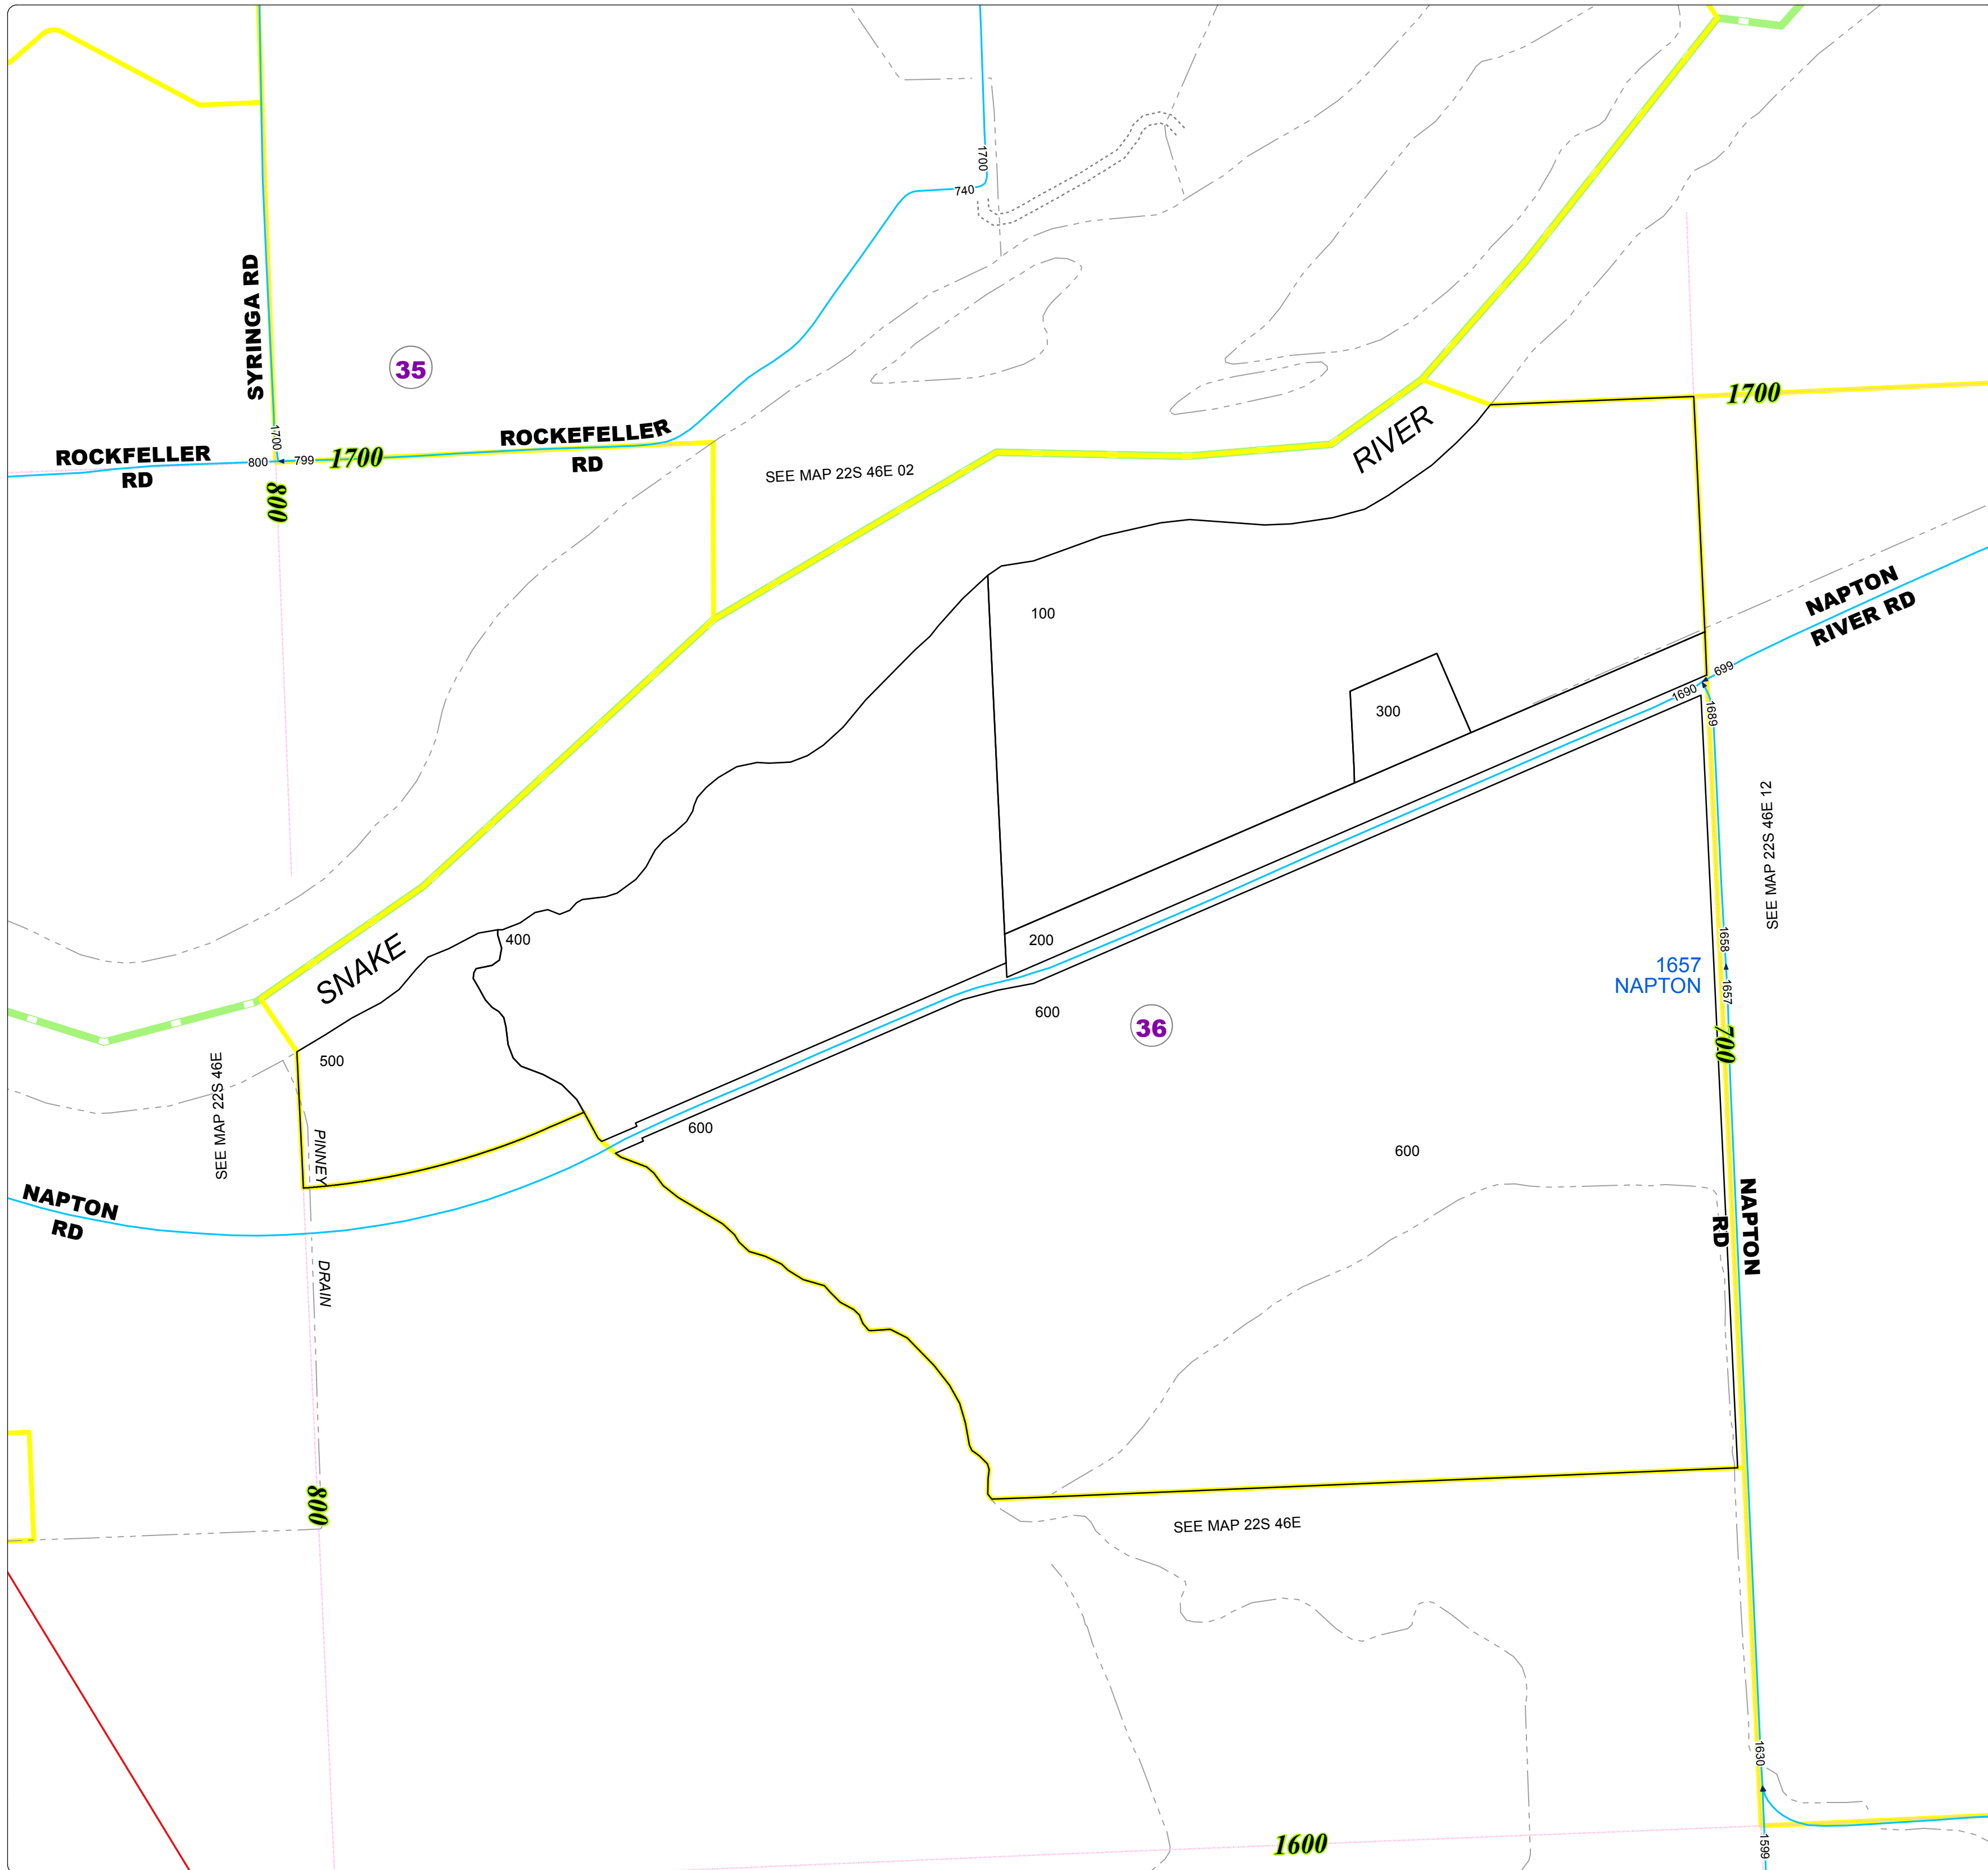 1700
740
SYRINGA RD
35
1700
1700
ROCKEFELLER
RD
ROCKFELLER
RD
1700
800
799
800
SEE MAP 22S 46E 02
RIVER
100
NAPTON
RIVER RD
699
1690
1689
300
SEE MAP 22S 46E 12
400
200
1658
1657
NAPTON
1657
SNAKE
600
36
700
500
SEE MAP 22S 46E
PINNEY
DRAIN
600
600
NAPTON
RD
NAPTON
RD
800
SEE MAP 22S 46E
1630
1600
1599